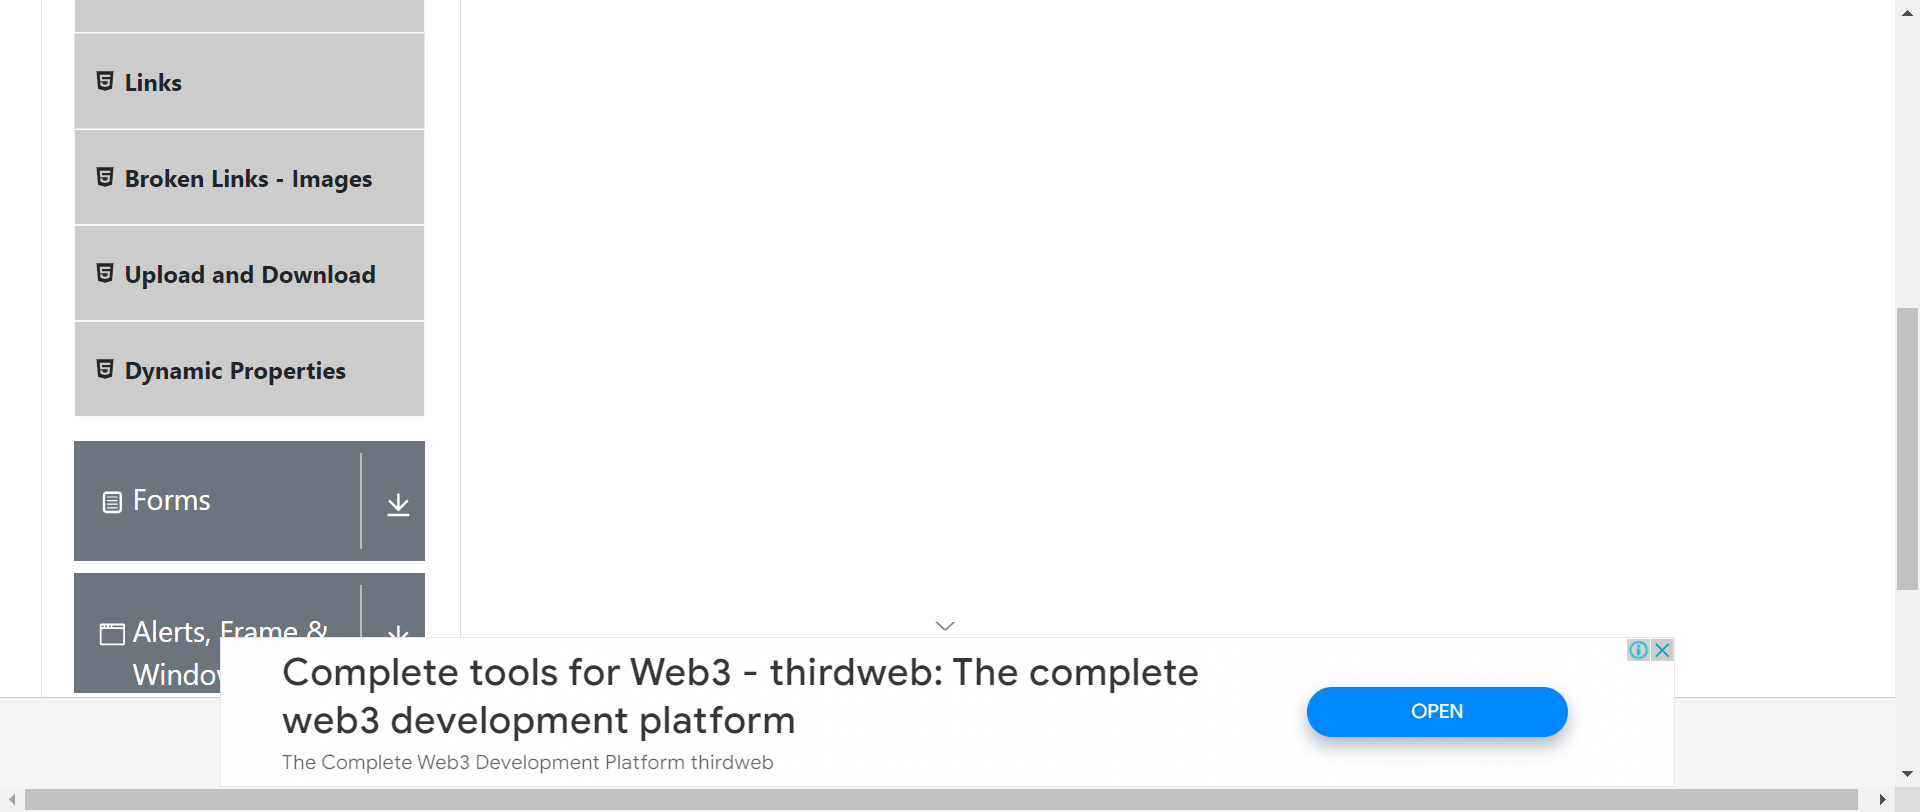 Links
Broken Links - Images
Upload and Download
Dynamic Properties
Forms
Alerts, Frame &
Complete tools for Web3 - thirdweb: The complete
web3 development platform
OPEN
The Complete Web3 Development Platform thirdweb